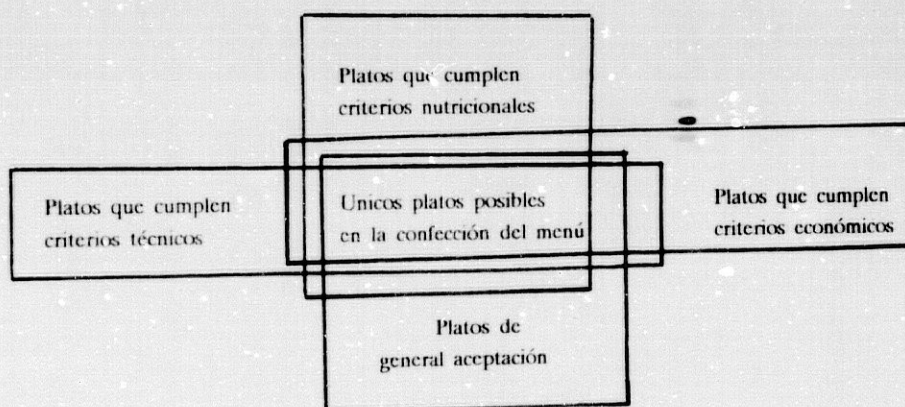 Platos que cumplen
criterios nutricionales
Platos que cumplen
criterios técnicos
Unicos platos posibles
en la confección del menú
Platos que cumplen
criterios económicos
Platos de
general aceptación